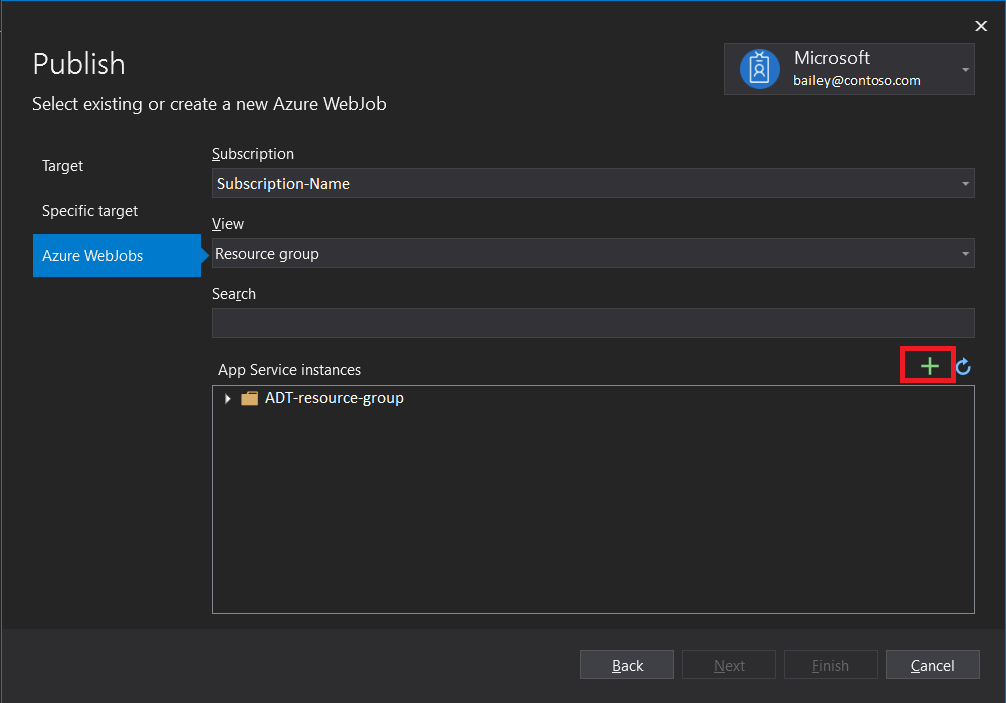 Publish
Select existing or create a new Azure WebJob
Microsoft
bailey@contoso.com
Target
Specific target
Azure WebJobs
Subscription
Subscription-Name
View
Resource group
Search
App Service instances
ADT-resource-group
Back
Next
Finish
Cancel